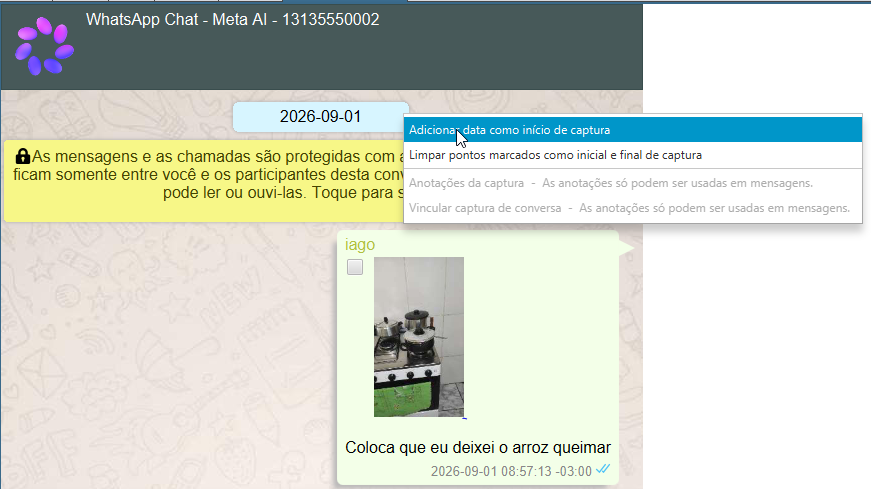 WhatsApp Chat - Meta AI - 13135550002
2026-09-01
Adicionar data como início de captura
Limpar pontos marcados como inicial e final de captura
Anotações da captura - As anotações só podem ser usadas em mensagens.
Vincular captura de conversa - As anotações só podem ser usadas em mensagens.
As mensagens e as chamadas são protegidas com a
ficam somente entre você e os participantes desta conv
pode ler ou ouvi-las. Toque para s
iago
Coloca que eu deixei o arroz queimar
2026-09-01 08:57:13 -03:00